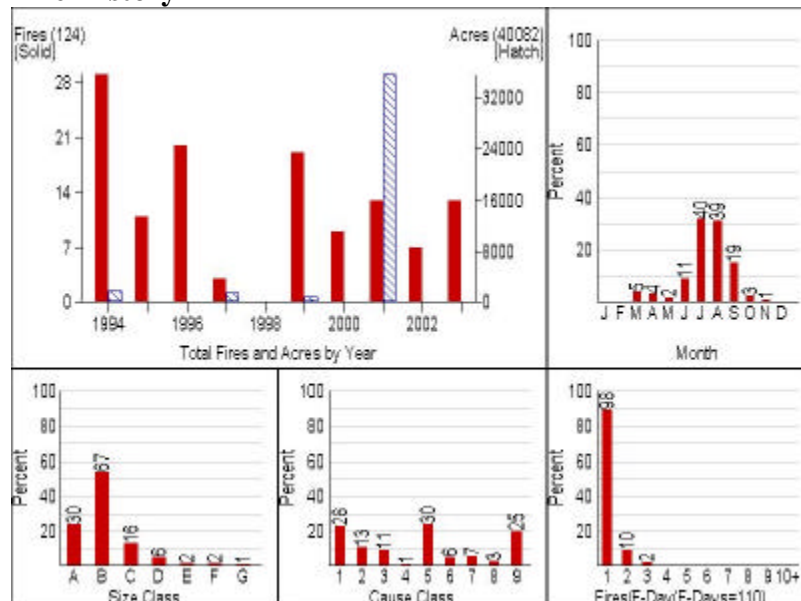 Fires (124)
(Solid)
Acres (40082)
(Hatch)
28
21
14
7
0
32000
24000
16000
8000
0
1994 1996 1998 2000 2002
Total Fires and Acres by Year
Percent
100
80
60
40
20
5 4 2 11 40 39 19 3 1
J F M A M J J A S O N D
Month
Percent
100
80
60
40
20
30 67 16 6 2 2 1
A B C D E F G
Size Class
Percent
100
80
60
40
20
28 13 11 1 30 6 7 3 25
1 2 3 4 5 6 7 8 9
Cause Class
Percent
100
80
60
40
20
98 10 2
1 2 3 4 5 6 7 8 9 10+
Fires/F-Day(F-Days=110)